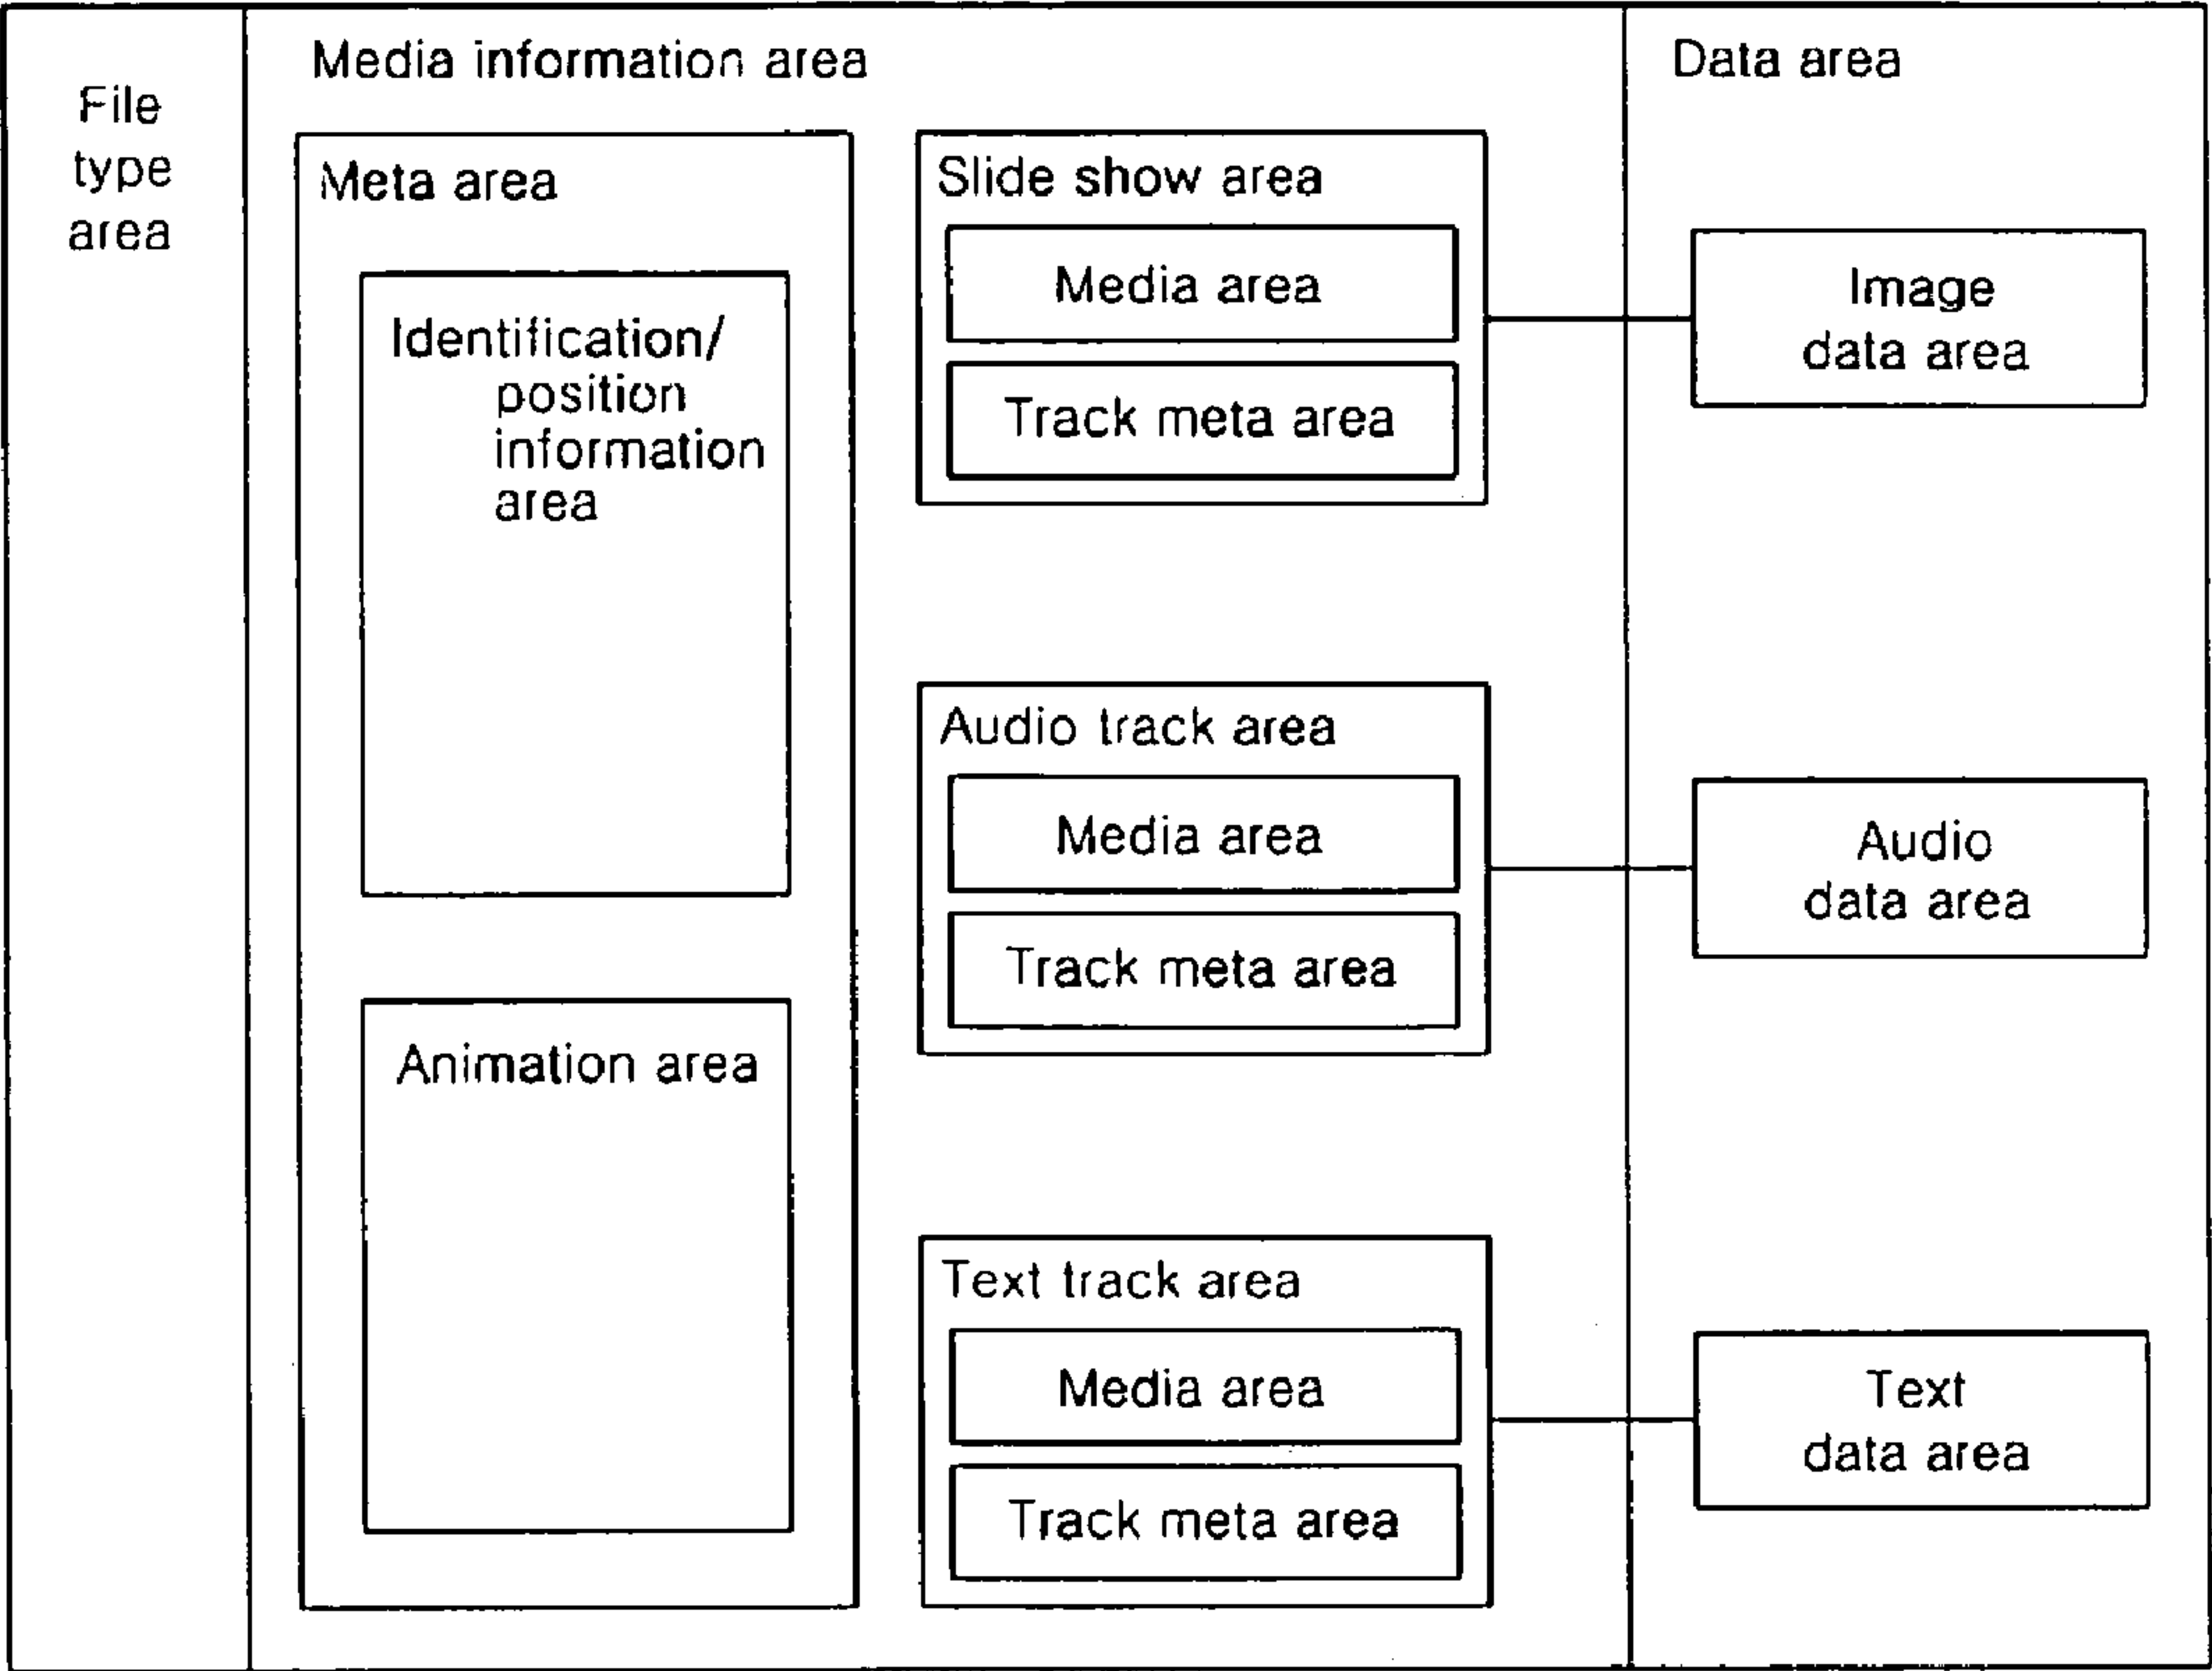 File
type
area
Media information area
Meta area
Identification/
position
information
area
Animation area
Slide show area
Media area
Track meta area
Audio track area
Media area
Track meta area
Text track area
Media area
Track meta area
Data area
Image
data area
Audio
data area
Text
data area